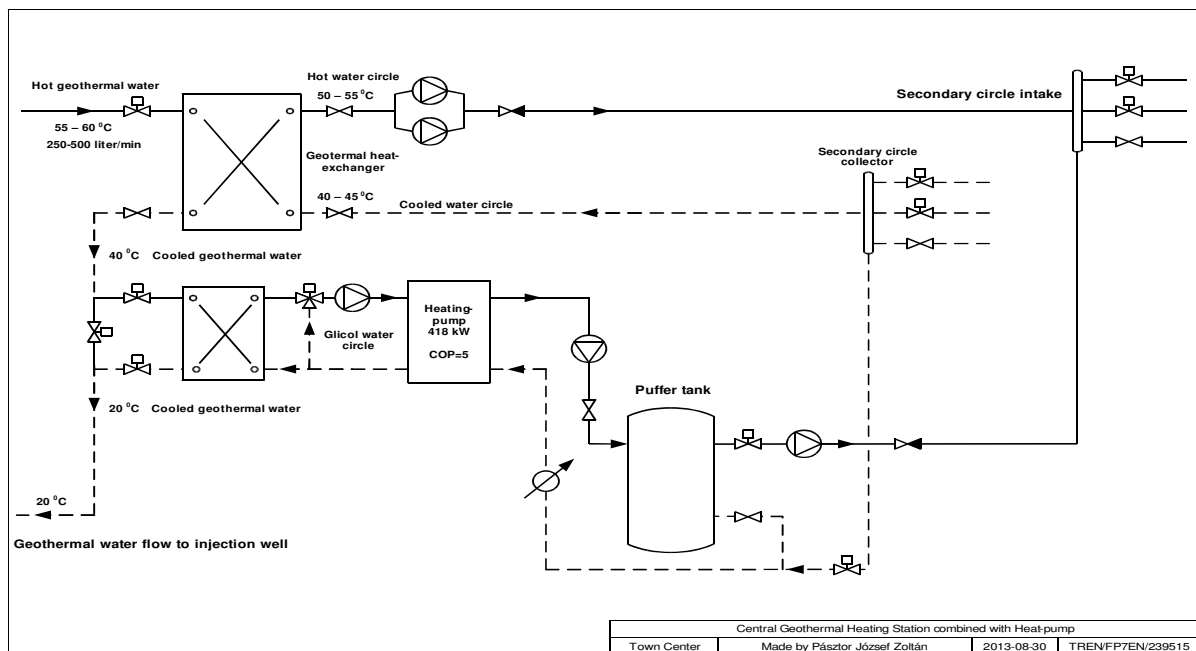 Hot geothermal water
55 – 60 °C
250-500 liter/min
Hot water circle
50 – 55 °C
Geotermal heat-
exchanger
40 – 45 °C
Cooled water circle
Secondary circle intake
Secondary circle
collector
40 °C Cooled geothermal water
Glicol water
circle
Heating-
pump
418 kW
COP=5
20 °C Cooled geothermal water
Puffer tank
20 °C
Geothermal water flow to injection well
Central Geothermal Heating Station combined with Heat-pump
Town Center Made by Pásztor József Zoltán 2013-08-30 TREN/FP7EN/239515